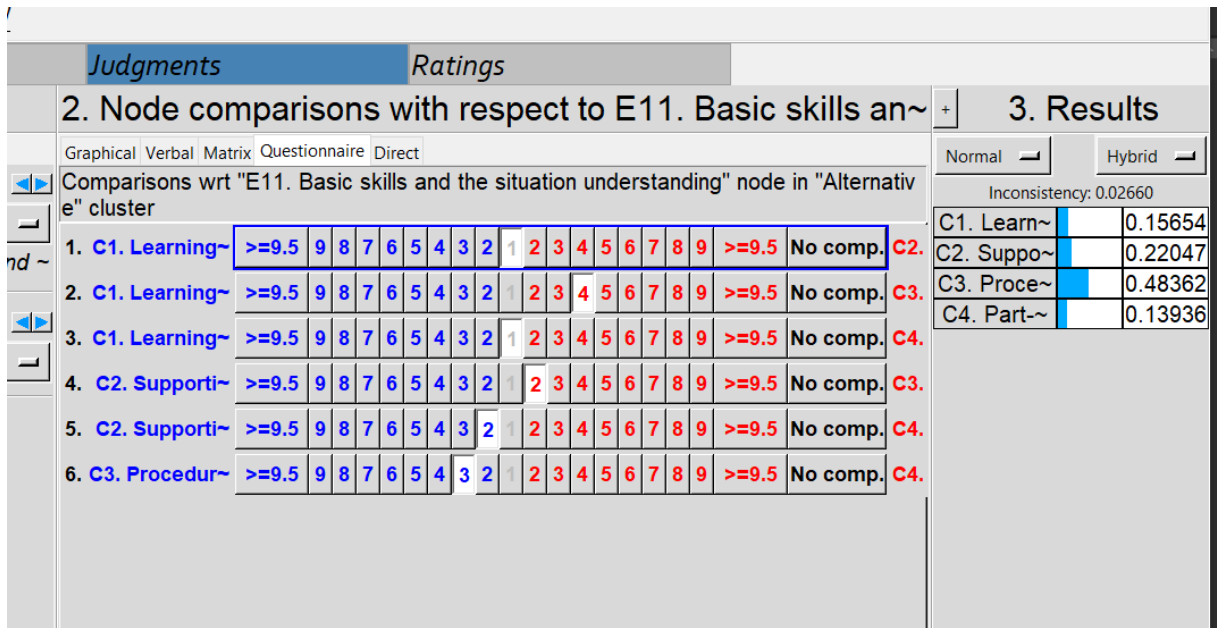 Judgments Ratings
2. Node comparisons with respect to E11. Basic skills an~ + 3. Results
Graphical Verbal Matrix Questionnaire Direct
Normal Hybrid
Comparisons wrt "E11. Basic skills and the situation understanding" node in "Alternativ
e" cluster
Inconsistency: 0.02660
1. C1. Learning~ >=9.5 9 8 7 6 5 4 3 2 1 2 3 4 5 6 7 8 9 >=9.5 No comp. C2.
2. C1. Learning~ >=9.5 9 8 7 6 5 4 3 2 1 2 3 4 5 6 7 8 9 >=9.5 No comp. C3.
3. C1. Learning~ >=9.5 9 8 7 6 5 4 3 2 1 2 3 4 5 6 7 8 9 >=9.5 No comp. C4.
4. C2. Supporti~ >=9.5 9 8 7 6 5 4 3 2 1 2 3 4 5 6 7 8 9 >=9.5 No comp. C3.
5. C2. Supporti~ >=9.5 9 8 7 6 5 4 3 2 1 2 3 4 5 6 7 8 9 >=9.5 No comp. C4.
6. C3. Procedur~ >=9.5 9 8 7 6 5 4 3 2 1 2 3 4 5 6 7 8 9 >=9.5 No comp. C4.
C1. Learn~ 0.15654
C2. Suppo~ 0.22047
C3. Proce~ 0.48362
C4. Part-~ 0.13936
nd ~